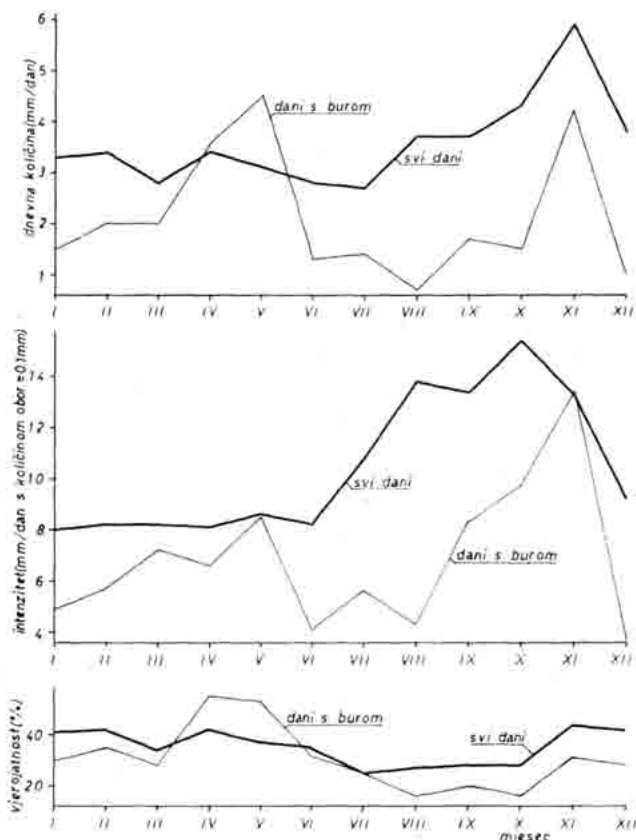 dnevna količina(mm/dan)
6
5
4
3
2
1
dani s burom
svi dani
I II III IV V VI VII VIII IX X XI XII
intenzitet(mm/dan s količinom obor ≥0.1mm)
14
12
10
8
6
4
svi dani
dani s burom
I II III IV V VI VII VIII IX X XI XII
vjerojatnost(%)
40
20
dani s burom
svi dani
I II III IV V VI VII VIII IX X XI XII
mjesec